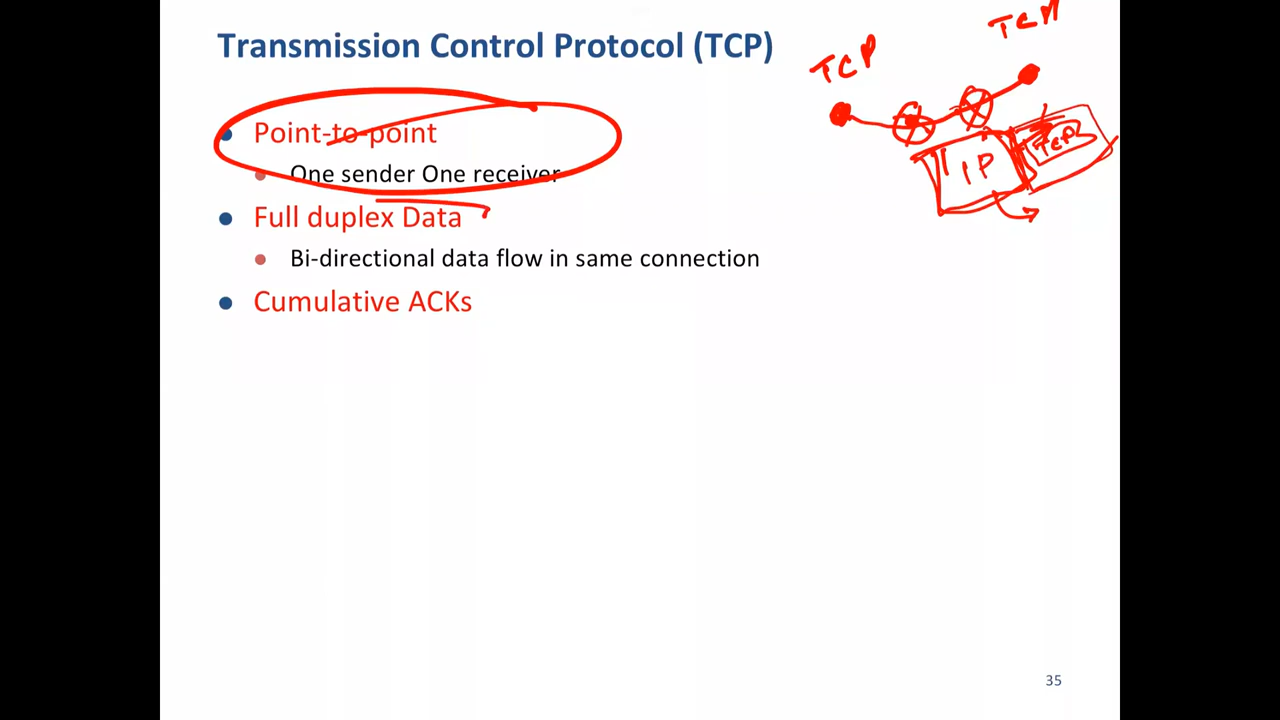 Transmission Control Protocol (TCP)
TCP
Point-to-point
One sender One receiver
Full duplex Data
Bi-directional data flow in same connection
Cumulative ACKs
IP
TCP
35